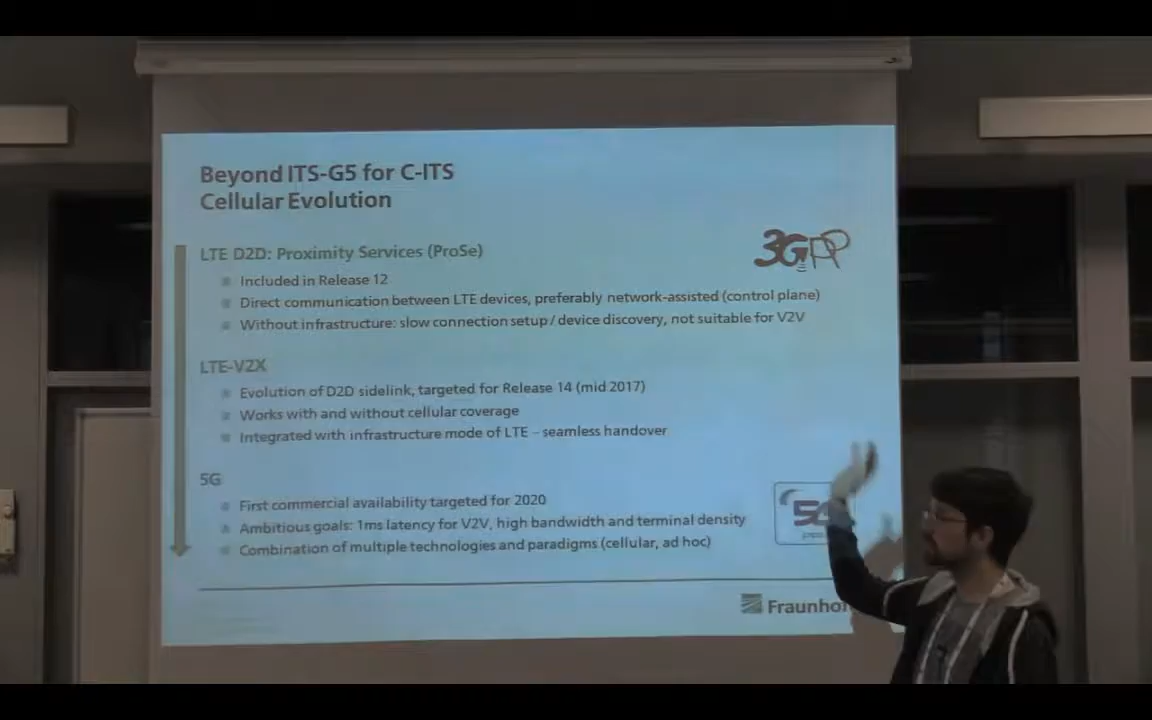 Beyond ITS-G5 for C-ITS
Cellular Evolution
LTE D2D: Proximity Services (ProSe)
3GPP
Included in Release 12
Direct communication between LTE devices, preferably network-assisted (control plane)
Without infrastructure: slow connection setup / device discovery, not suitable for V2V
LTE-V2X
Evolution of D2D sidelink, targeted for Release 14 (mid 2017)
Works with and without cellular coverage
Integrated with infrastructure mode of LTE – seamless handover
5G
First commercial availability targeted for 2020
Ambitious goals: 1ms latency for V2V, high bandwidth and terminal density
Combination of multiple technologies and paradigms (cellular, ad hoc)
5G
Fraunho